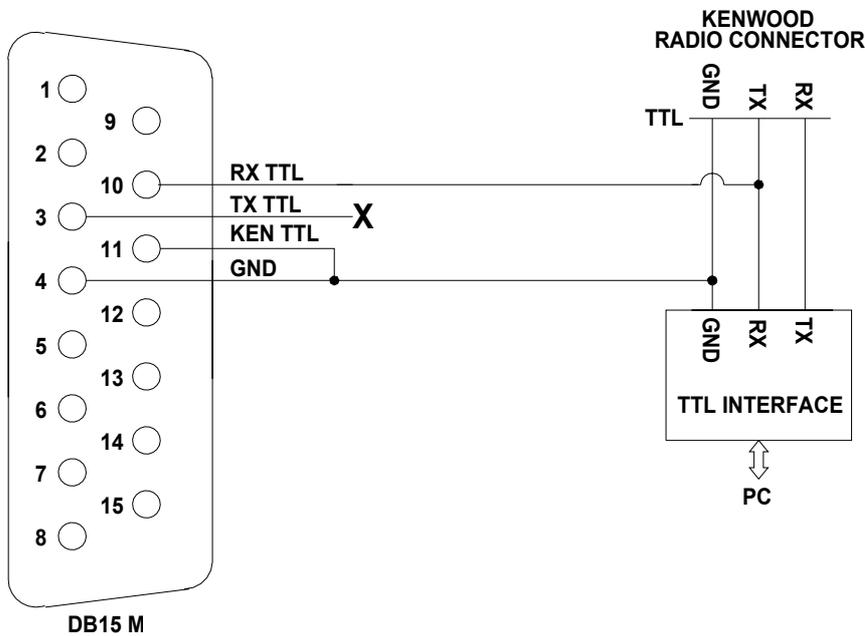 KENWOOD
RADIO CONNECTOR
GND
TX
RX
TTL
1
9
2
10
RX TTL
3
TX TTL
X
11
KEN TTL
4
GND
12
5
13
6
14
7
15
8
GND
RX
TX
TTL INTERFACE
PC
DB15 M